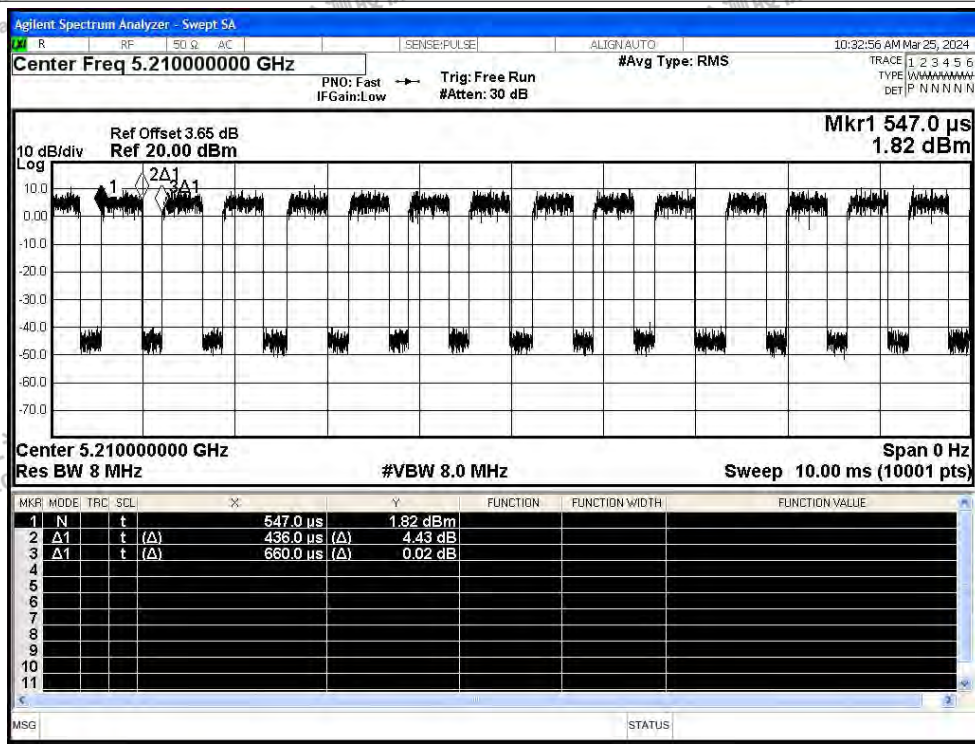 Agilent Spectrum Analyzer - Swept SA
R RF 50 Ω AC SENSE:PULSE ALIGN AUTO 10:32:56 AM Mar 25, 2024
Center Freq 5.210000000 GHz
PNO: Fast
IFGain:Low
Trig: Free Run
#Atten: 30 dB
#Avg Type: RMS
TRACE 1 2 3 4 5 6
TYPE WWWWWW
DET P N N N N N
Mkr1 547.0 µs
1.82 dBm
Ref Offset 3.65 dB
10 dB/div Ref 20.00 dBm
Log
1 2Δ1 3Δ1
10.0
0.00
-10.0
-20.0
-30.0
-40.0
-50.0
-60.0
-70.0
Center 5.210000000 GHz Span 0 Hz
Res BW 8 MHz #VBW 8.0 MHz Sweep 10.00 ms (10001 pts)
MKR MODE TRC SCL X Y FUNCTION FUNCTION WIDTH FUNCTION VALUE
1 N t 547.0 µs 1.82 dBm
2 Δ1 t (Δ) 436.0 µs (Δ) 4.43 dB
3 Δ1 t (Δ) 660.0 µs (Δ) 0.02 dB
4
5
6
7
8
9
10
11
MSG STATUS